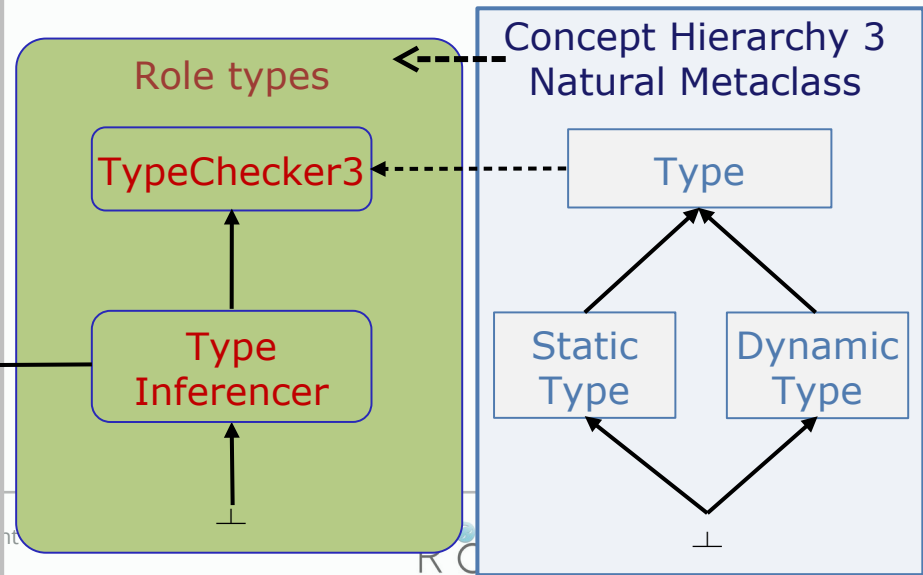 Role types
TypeChecker3
Type
Inferencer
Concept Hierarchy 3
Natural Metaclass
Type
Static
Type
Dynamic
Type